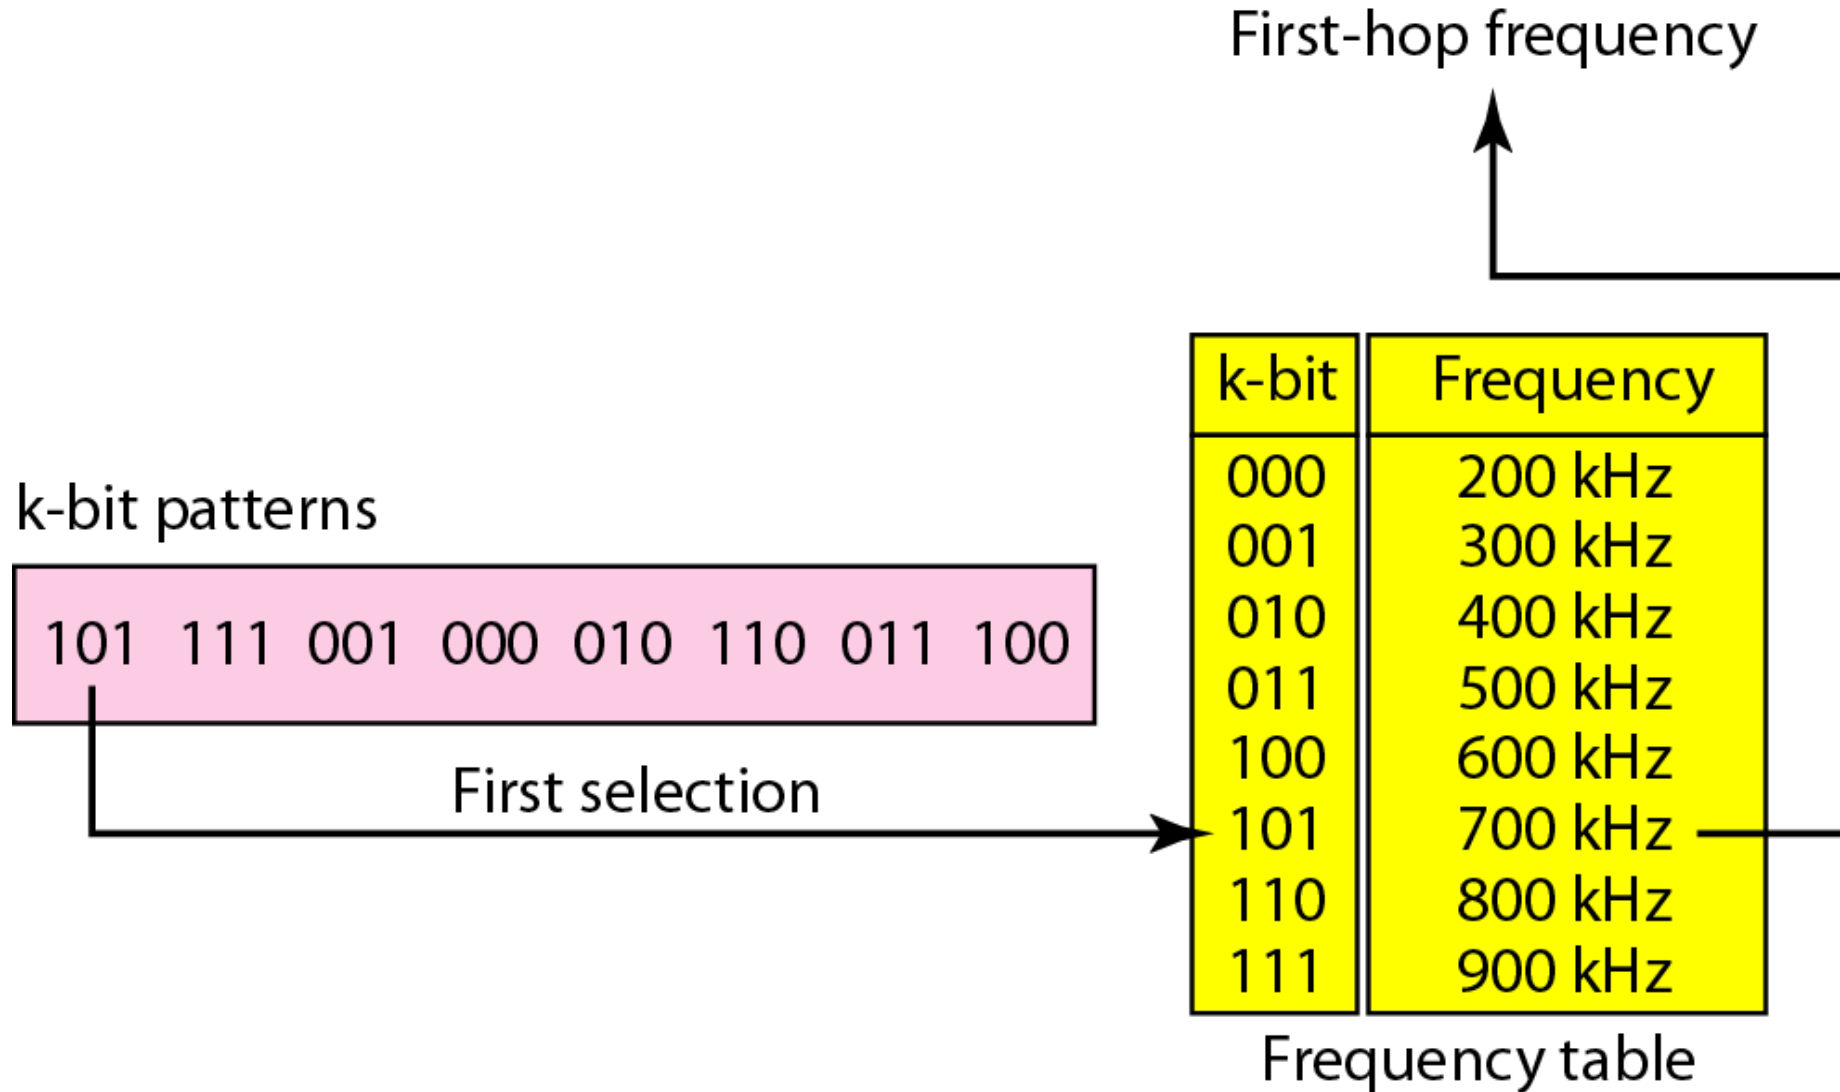 First-hop frequency
k-bit patterns
101 111 001 000 010 110 011 100
First selection
k-bit Frequency
000 200 kHz
001 300 kHz
010 400 kHz
011 500 kHz
100 600 kHz
101 700 kHz
110 800 kHz
111 900 kHz
Frequency table